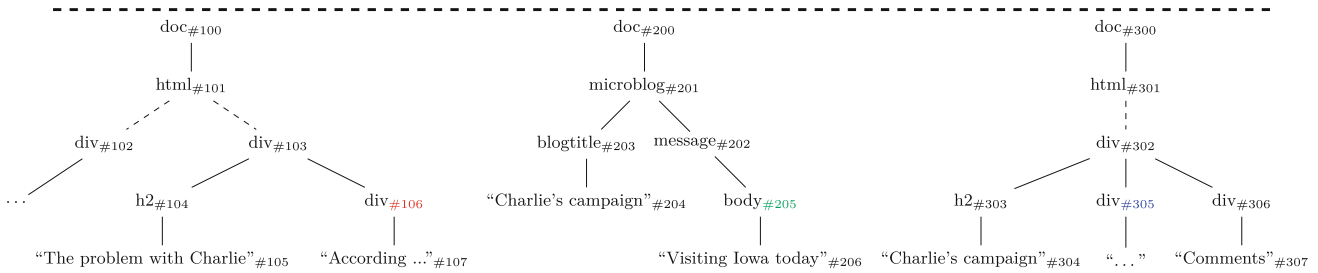 doc#100 doc#200 doc#300
html#101 microblog#201 html#301
div#102 div#103 blogtitle#203 message#202 div#302
... h2#104 div#106 “Charlie’s campaign”#204 body#205 h2#303 div#305 div#306
“The problem with Charlie”#105 “According ...”#107 “Visiting Iowa today”#206 “Charlie’s campaign”#304 “...” “Comments”#307